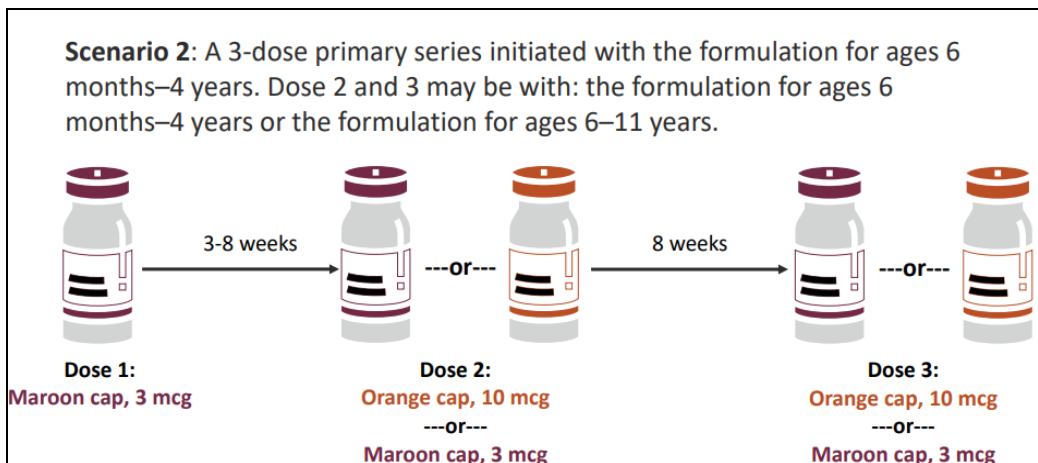 Scenario 2: A 3-dose primary series initiated with the formulation for ages 6
months–4 years. Dose 2 and 3 may be with: the formulation for ages 6
months–4 years or the formulation for ages 6–11 years.
3-8 weeks
---or---
8 weeks
---or---
Dose 1:
Maroon cap, 3 mcg
Dose 2:
Orange cap, 10 mcg
---or---
Maroon cap, 3 mcg
Dose 3:
Orange cap, 10 mcg
---or---
Maroon cap, 3 mcg